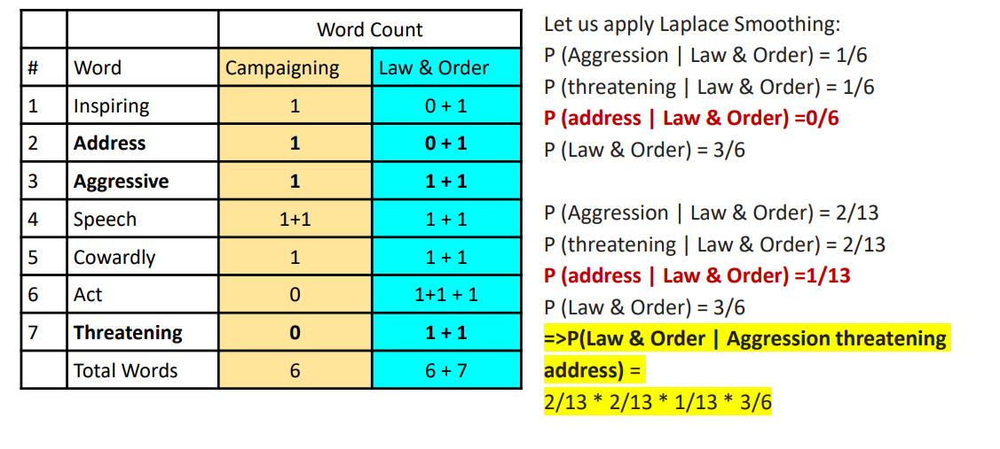 Word Count
# Word Campaigning Law & Order
1 Inspiring 1 0 + 1
2 Address 1 0 + 1
3 Aggressive 1 1 + 1
4 Speech 1+1 1 + 1
5 Cowardly 1 1 + 1
6 Act 0 1+1 + 1
7 Threatening 0 1 + 1
Total Words 6 6 + 7
Let us apply Laplace Smoothing:
P (Aggression | Law & Order) = 1/6
P (threatening | Law & Order) = 1/6
P (address | Law & Order) =0/6
P (Law & Order) = 3/6
P (Aggression | Law & Order) = 2/13
P (threatening | Law & Order) = 2/13
P (address | Law & Order) =1/13
P (Law & Order) = 3/6
=>P(Law & Order | Aggression threatening
address) =
2/13 * 2/13 * 1/13 * 3/6